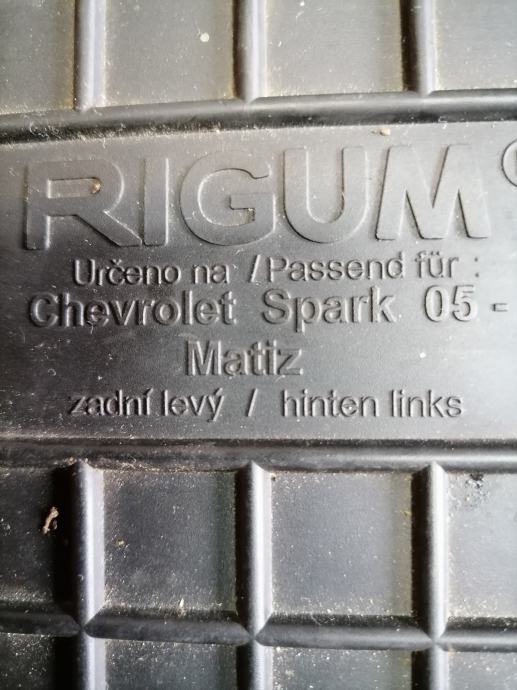 RIGUM
Určeno na / Passend für :
Chevrolet Spark 05 -
Matiz
zadní levý / hinten links